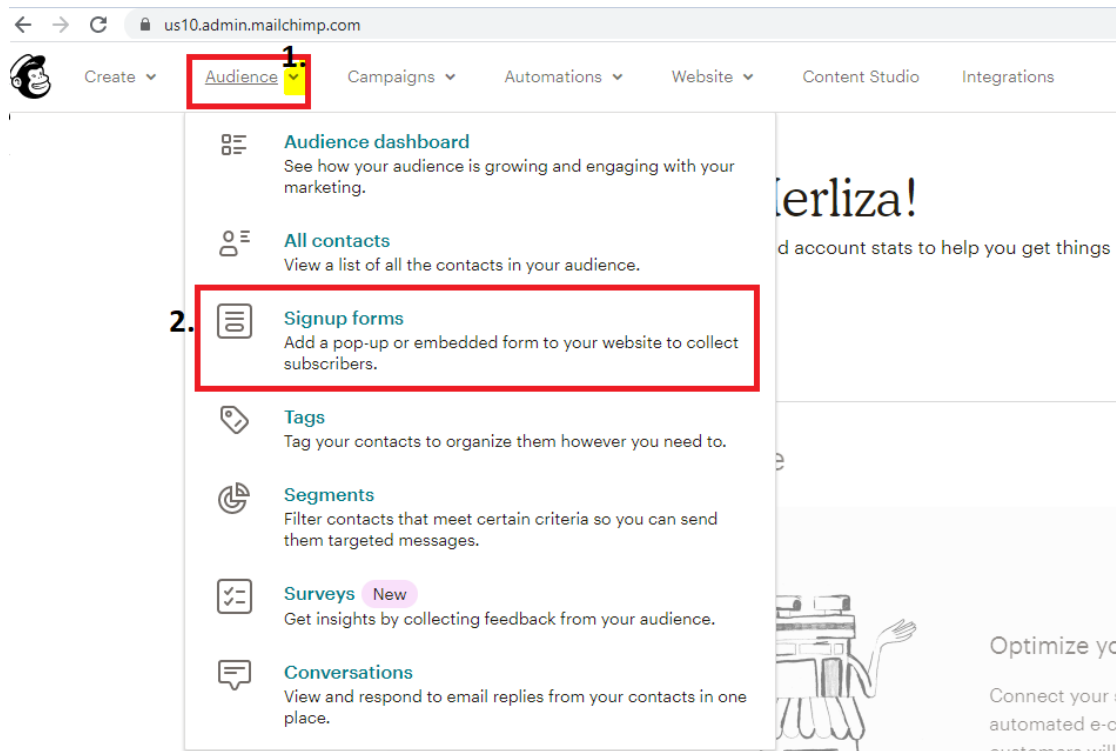 us10.admin.mailchimp.com
1.
Create Audience Campaigns Automations Website Content Studio Integrations
Audience dashboard
See how your audience is growing and engaging with your
marketing.
erliza!
All contacts
d account stats to help you get things
View a list of all the contacts in your audience.
2.
Signup forms
Add a pop-up or embedded form to your website to collect
subscribers.
Tags
Tag your contacts to organize them however you need to.
e
Segments
Filter contacts that meet certain criteria so you can send
them targeted messages.
Surveys New
Get insights by collecting feedback from your audience.
Optimize yo
Conversations
View and respond to email replies from your contacts in one
place.
Connect your s
automated e-c